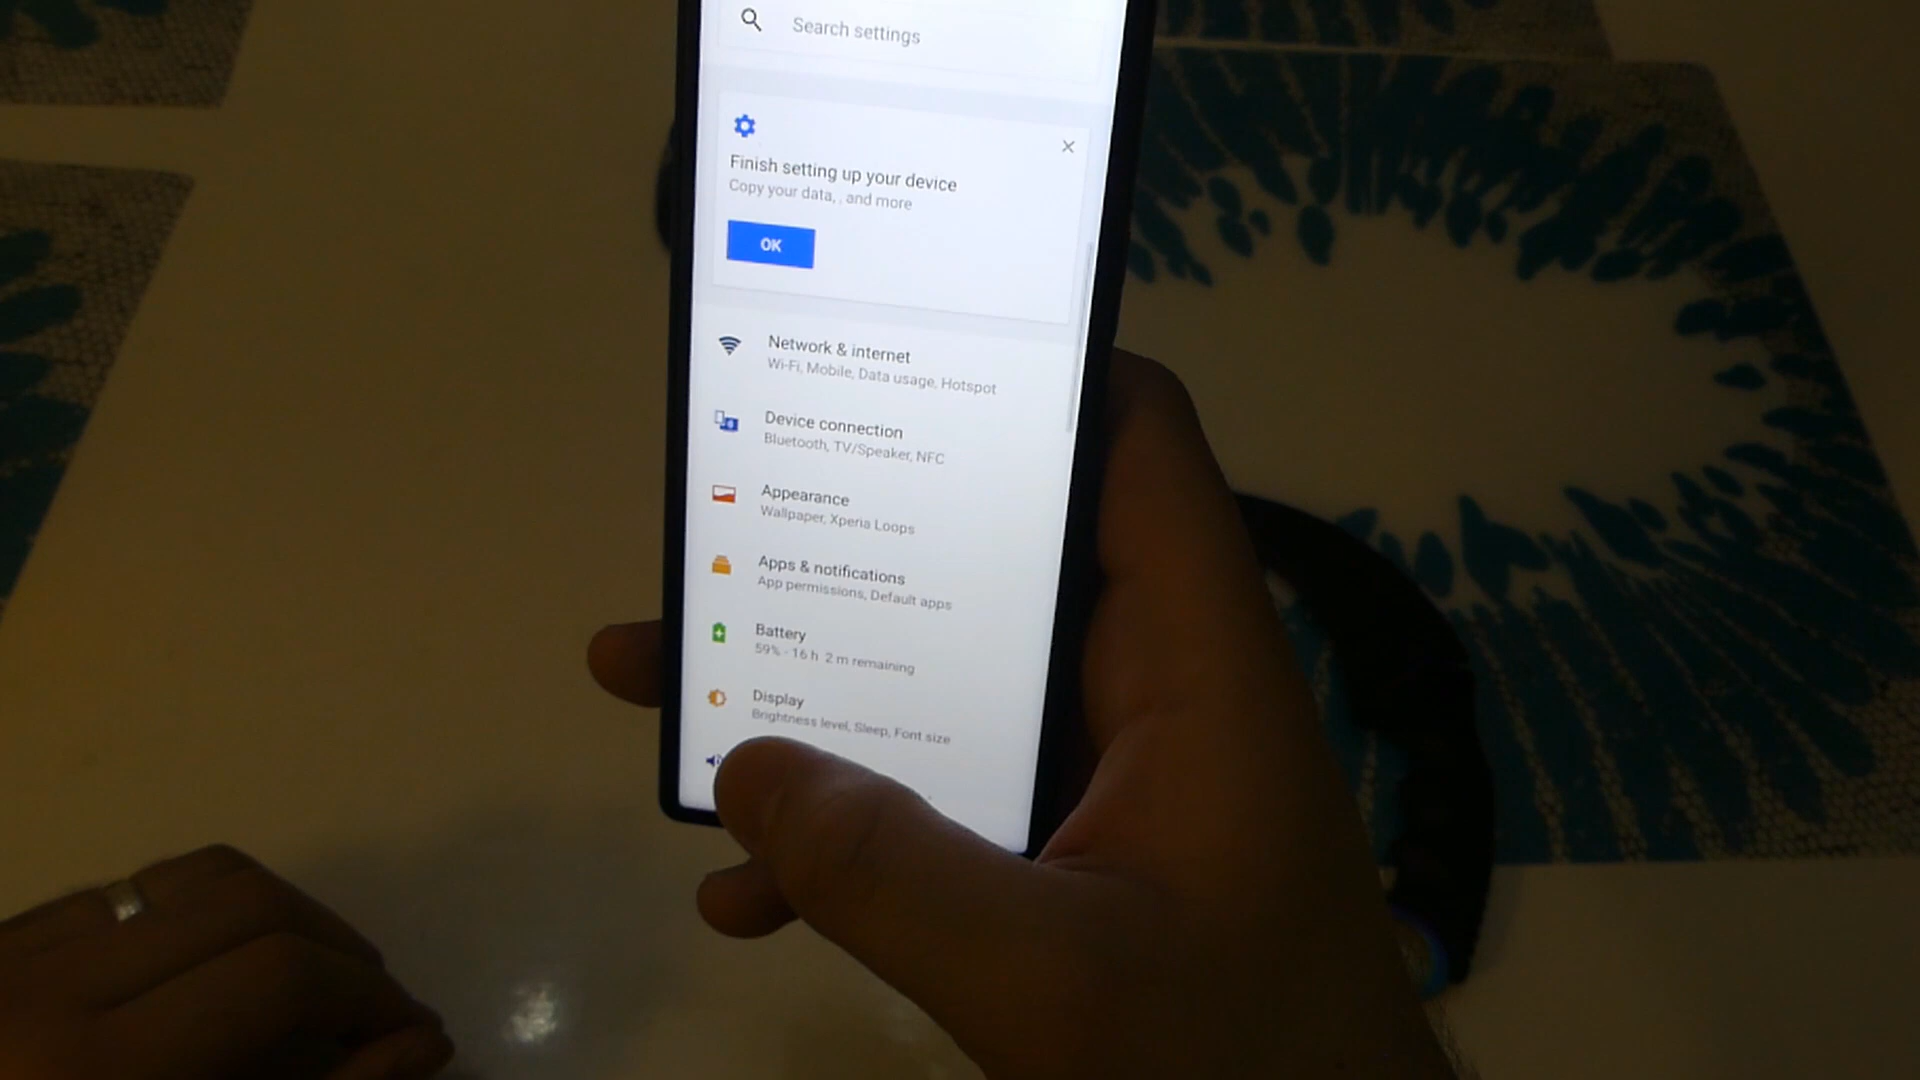 Search settings
Finish setting up your device
Copy your data, , and more
OK
Network & internet
Wi-Fi, Mobile, Data usage, Hotspot
Device connection
Bluetooth, TV/Speaker, NFC
Appearance
Wallpaper, Xperia Loops
Apps & notifications
App permissions, Default apps
Battery
59% - 16 h 2 m remaining
Display
Brightness level, Sleep, Font size